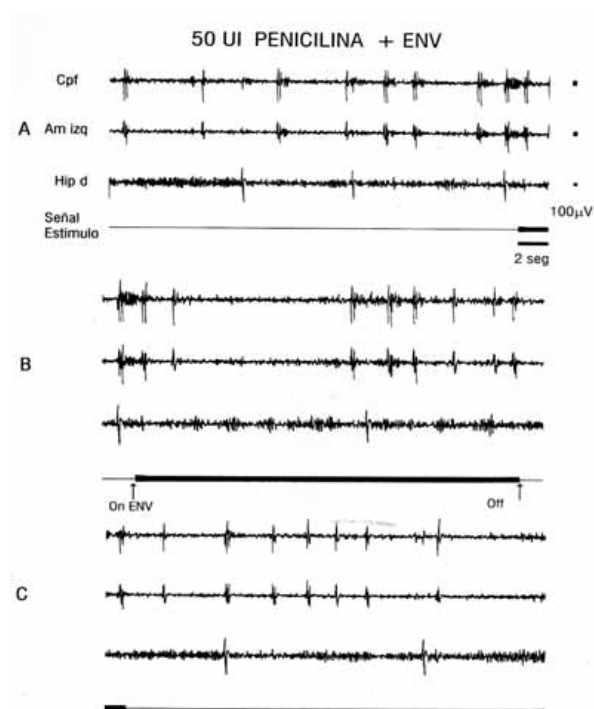 50 UI PENICILINA + ENV
Cpf
A Am izq
Hip d
Señal
Estimulo
100µV
2 seg
B
On ENV
Off
C